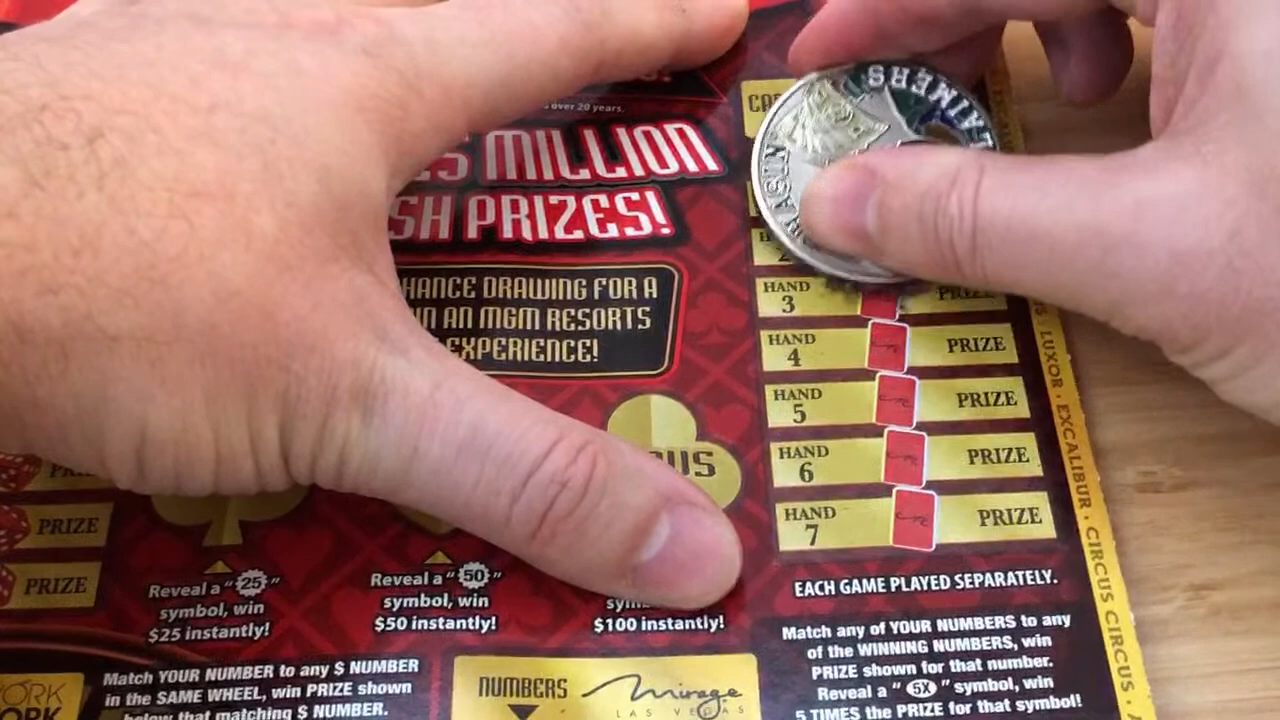 over 20 years.
MILLION
SH PRIZES!
HANCE DRAWING FOR A
IN AN MGM RESORTS
EXPERIENCE!
HAND
3
PRIZE
HAND
4
PRIZE
HAND
5
PRIZE
HAND
6
PRIZE
HAND
7
PRIZE
EACH GAME PLAYED SEPARATELY.
Match any of YOUR NUMBERS to any
of the WINNING NUMBERS, win
PRIZE shown for that number.
Reveal a " 5X " symbol, win
5 TIMES the PRIZE for that symbol!
PRIZE
PRIZE
Reveal a " 25 "
symbol, win
$25 instantly!
Reveal a " 50 "
symbol, win
$50 instantly!
$100 instantly!
Match YOUR NUMBER to any $ NUMBER
in the SAME WHEEL, win PRIZE shown
below that matching $ NUMBER.
NUMBERS
Mirage
LAS VEGAS
LUXOR • EXCALIBUR • CIRCUS CIRCUS •